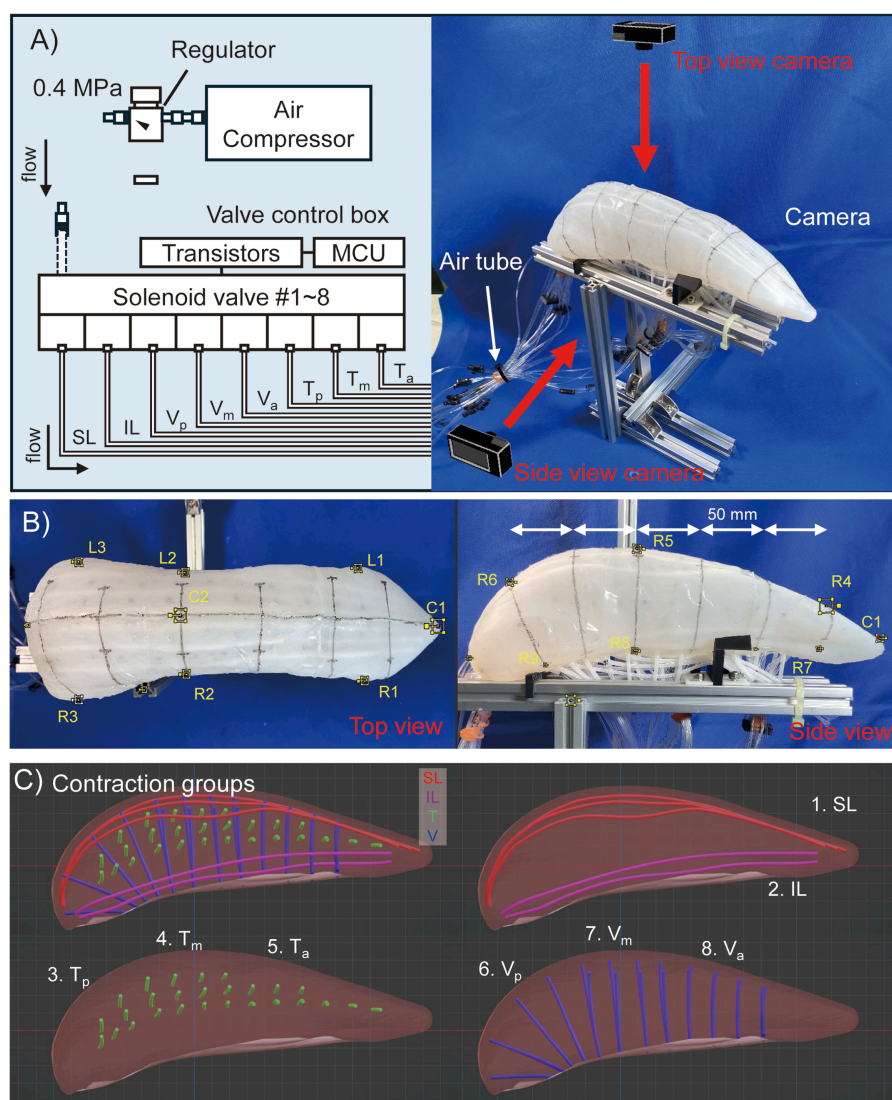 A)
Regulator
0.4 MPa
Air
Compressor
flow
Valve control box
Transistors
MCU
Solenoid valve #1~8
SL
IL
Vp
Vm
Va
Tp
Tm
Ta
flow
Top view camera
Camera
Air tube
Side view camera
B)
L3
L2
L1
C2
C1
R3
R2
R1
Top view
50 mm
R5
R6
R4
C1
R8
R7
Side view
C) Contraction groups
SL
IL
T
V
1. SL
2. IL
3. Tp
4. Tm
5. Ta
6. Vp
7. Vm
8. Va